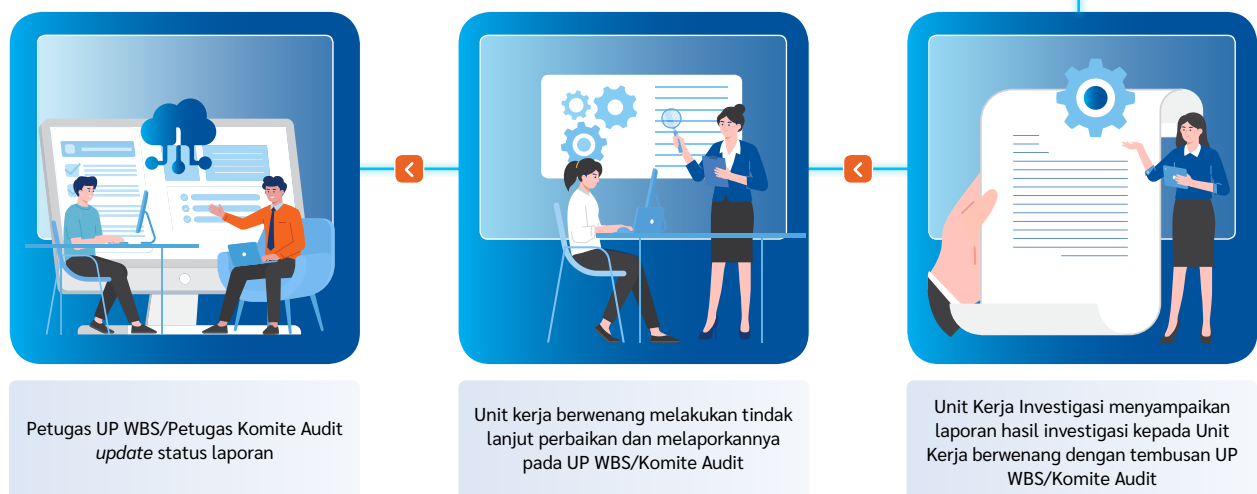 Petugas UP WBS/Petugas Komite Audit
update status laporan
Unit kerja berwenang melakukan tindak
lanjut perbaikan dan melaporkannya
pada UP WBS/Komite Audit
Unit Kerja Investigasi menyampaikan
laporan hasil investigasi kepada Unit
Kerja berwenang dengan tembusan UP
WBS/Komite Audit